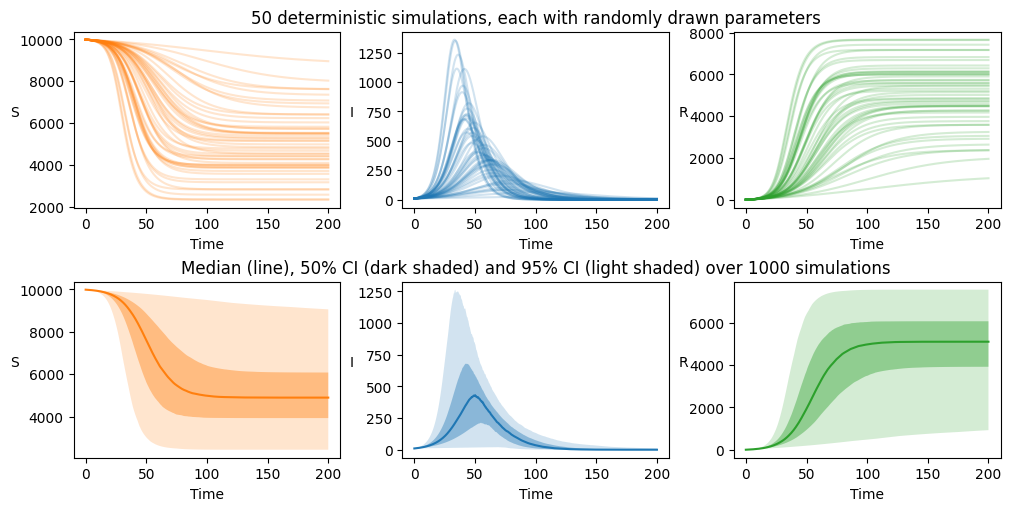 50 deterministic simulations, each with randomly drawn parameters
10000
8000
6000
4000
2000
S
0 50 100 150 200
Time
1250
1000
750
500
250
0
I
0 50 100 150 200
Time
8000
6000
4000
2000
0
R
0 50 100 150 200
Time
Median (line), 50% CI (dark shaded) and 95% CI (light shaded) over 1000 simulations
10000
8000
6000
4000
S
0 50 100 150 200
Time
1250
1000
750
500
250
0
I
0 50 100 150 200
Time
6000
4000
2000
0
R
0 50 100 150 200
Time